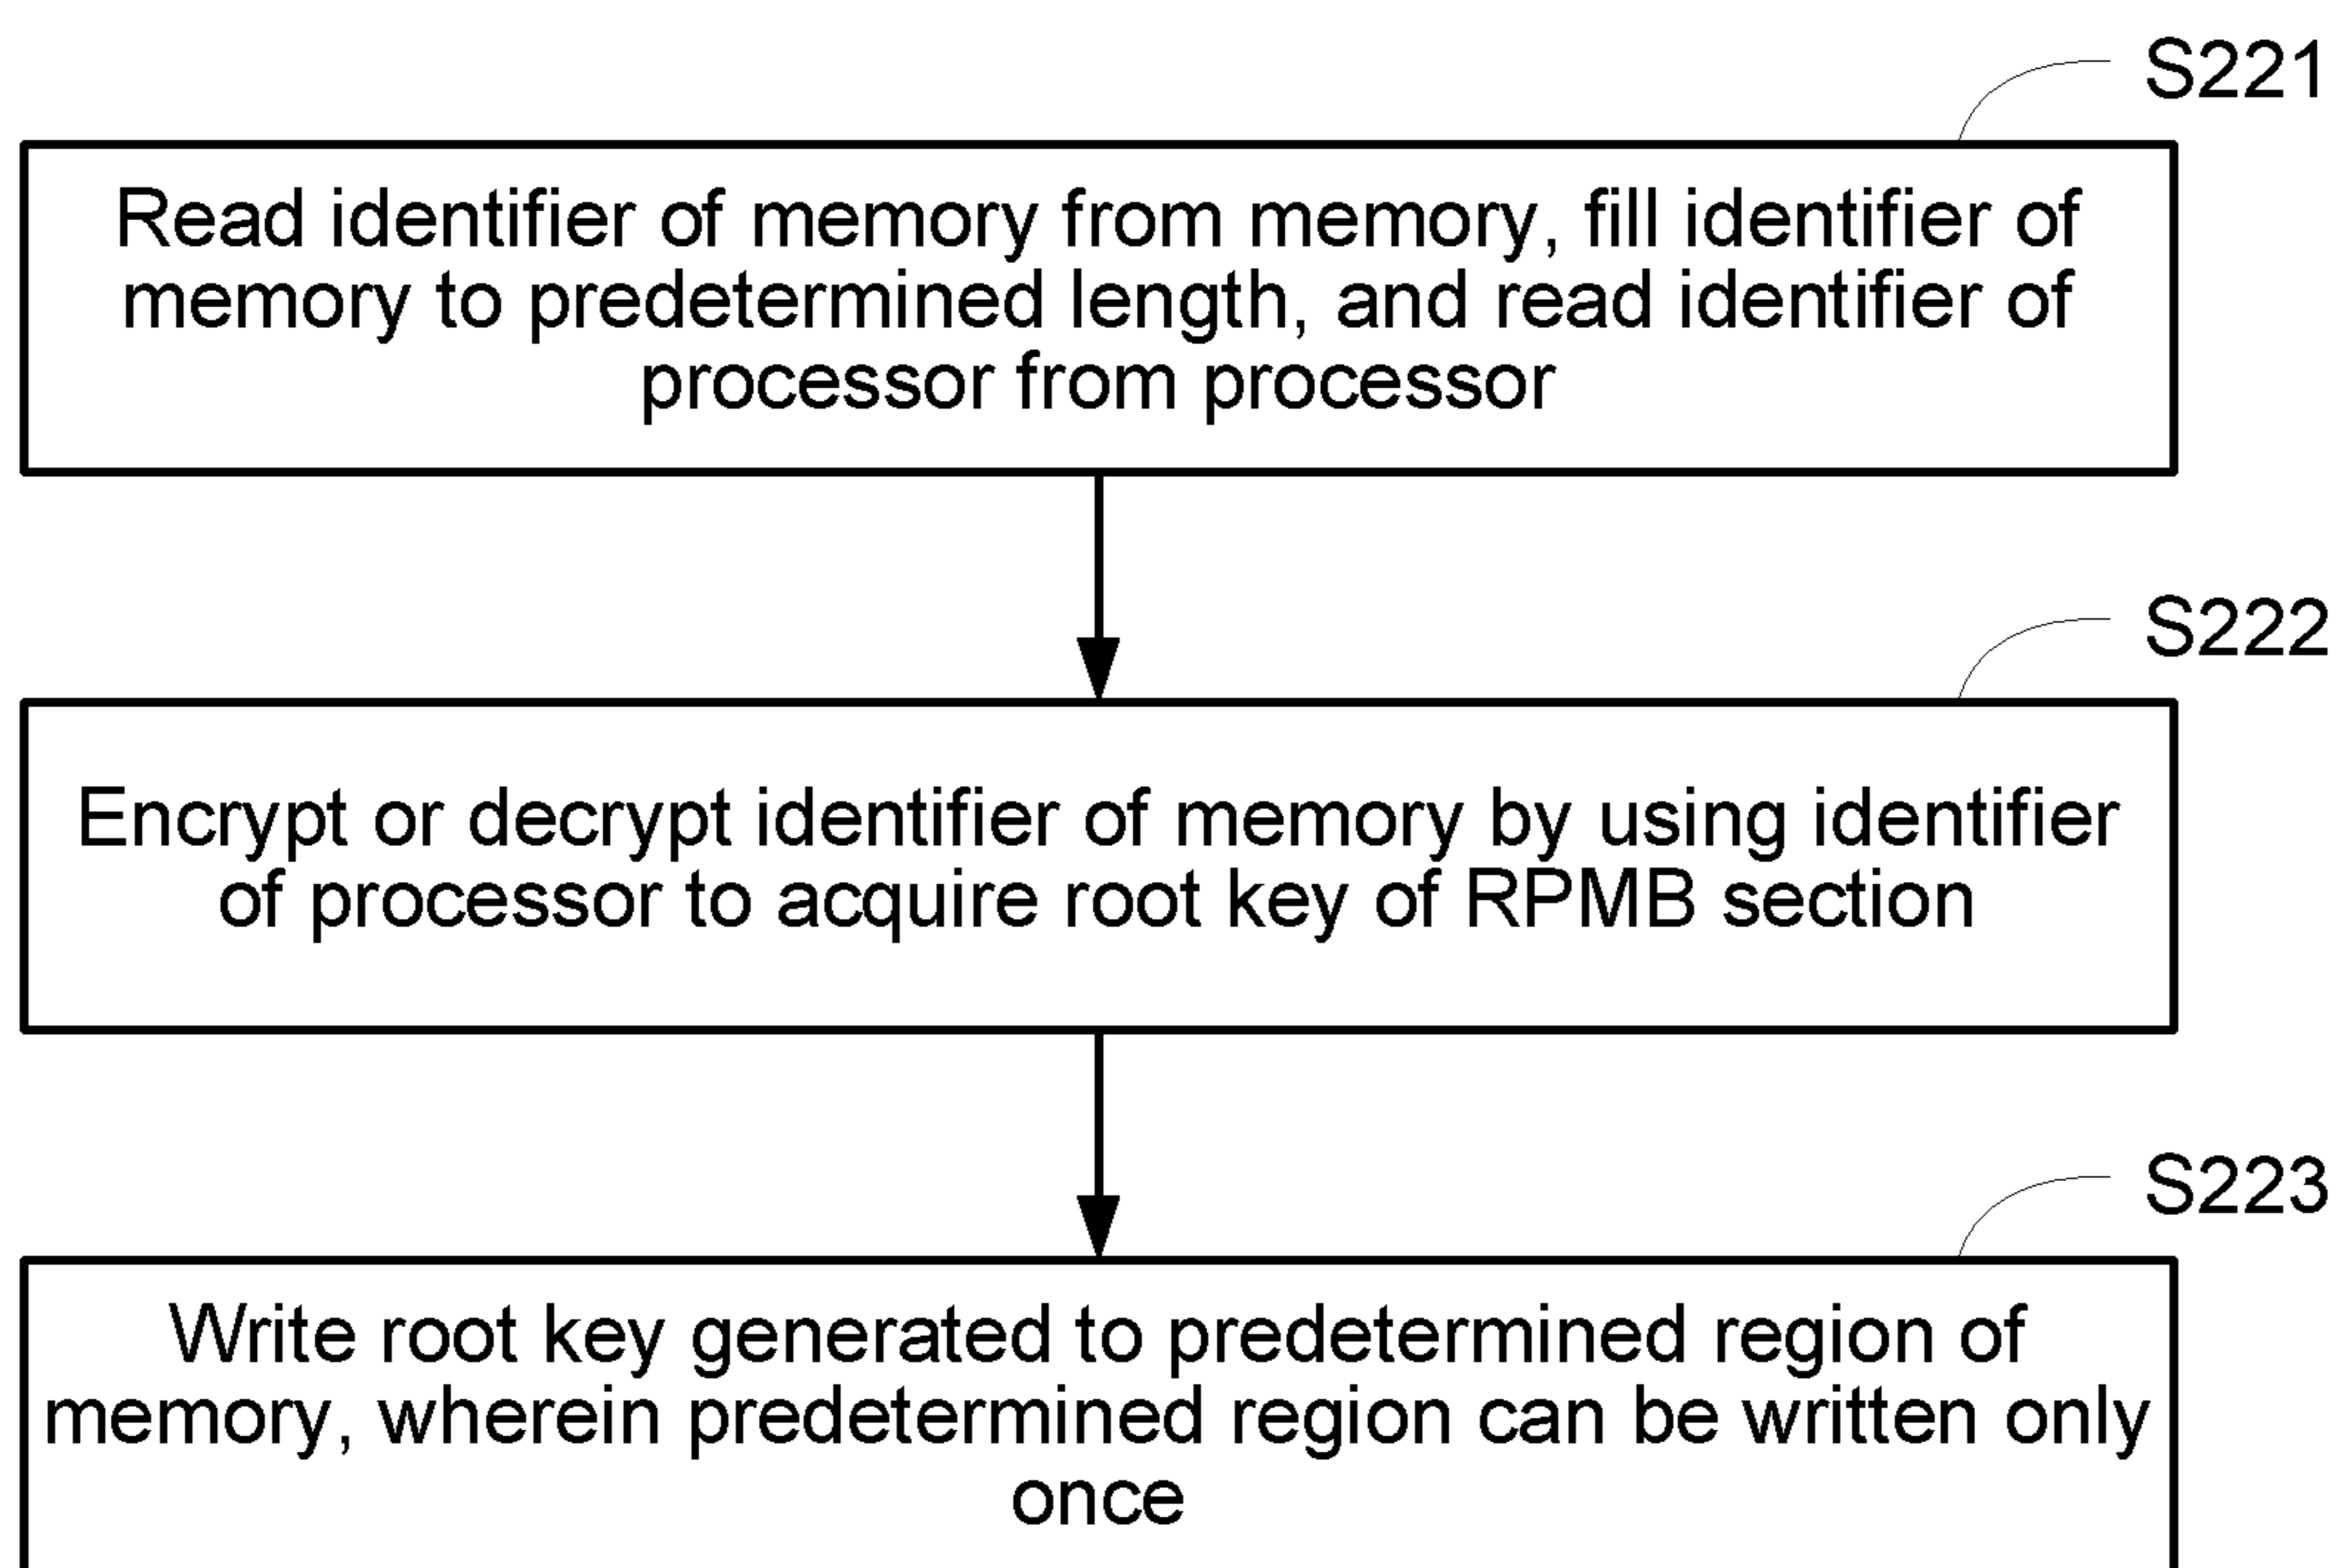 S221
Read identifier of memory from memory, fill identifier of
memory to predetermined length, and read identifier of
processor from processor
S222
Encrypt or decrypt identifier of memory by using identifier
of processor to acquire root key of RPMB section
S223
Write root key generated to predetermined region of
memory, wherein predetermined region can be written only
once